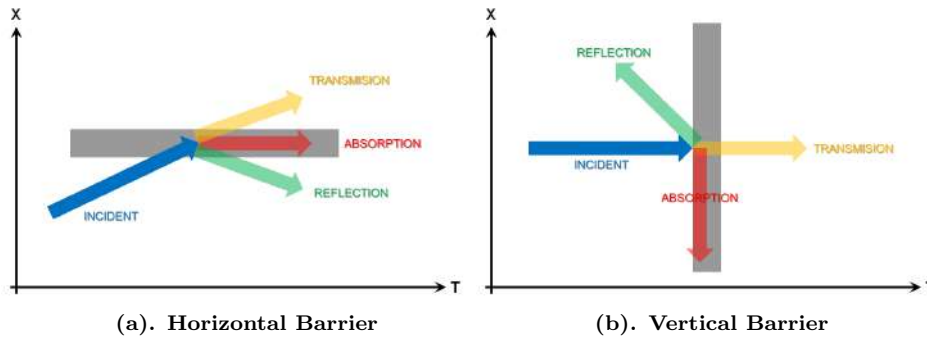 X
TRANSMISION
ABSORPTION
REFLECTION
INCIDENT
T
(a). Horizontal Barrier
X
REFLECTION
INCIDENT
TRANSMISION
ABSORPTION
T
(b). Vertical Barrier